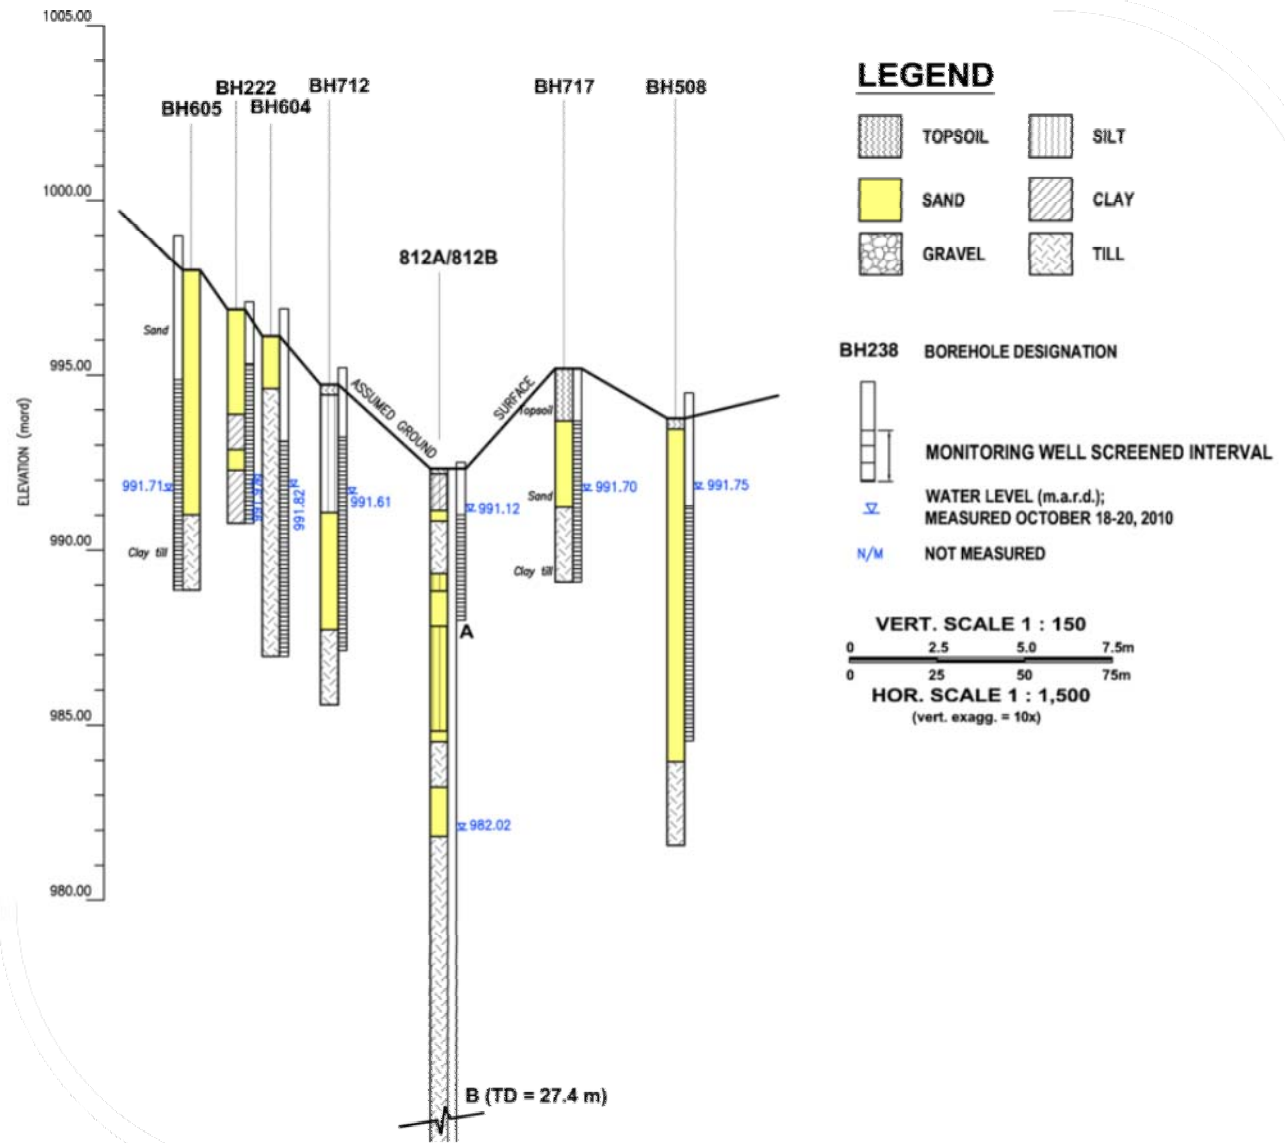 1005.00
1000.00
995.00
990.00
985.00
980.00
ELEVATION (mard)
BH605
BH222
BH604
BH712
812A/812B
BH717
BH508
ASSUMED GROUND
SURFACE
Sand
Clay till
Topsoil
Sand
Clay till
991.71
991.82
991.61
991.12
991.70
991.75
982.02
A
B (TD = 27.4 m)
LEGEND
TOPSOIL
SILT
SAND
CLAY
GRAVEL
TILL
BH238 BOREHOLE DESIGNATION
MONITORING WELL SCREENED INTERVAL
WATER LEVEL (m.a.r.d.);
MEASURED OCTOBER 18-20, 2010
N/M NOT MEASURED
VERT. SCALE 1 : 150
0 2.5 5.0 7.5m
0 25 50 75m
HOR. SCALE 1 : 1,500
(vert. exagg. = 10x)